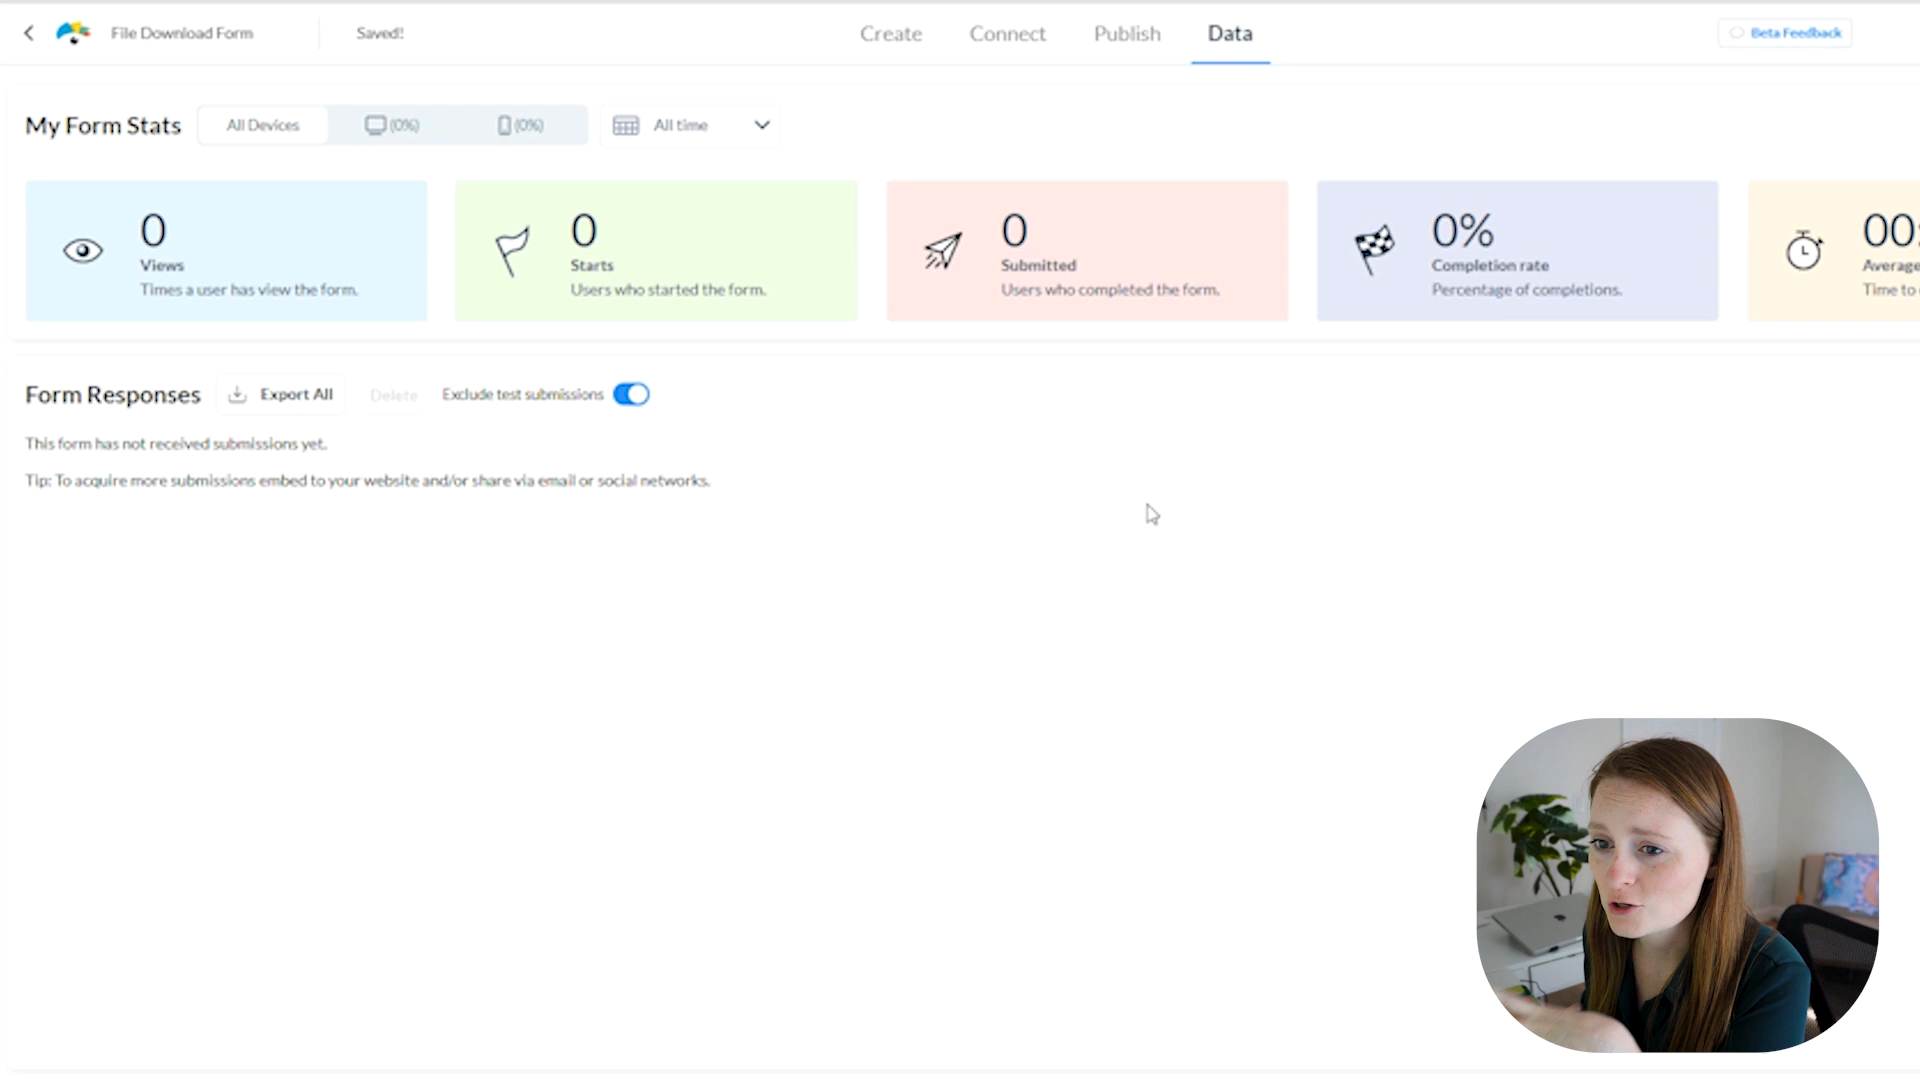 File Download Form
Saved!
Create
Connect
Publish
Data
Beta Feedback
My Form Stats
All Devices
(0%)
(0%)
All time
0
Views
Times a user has view the form.
0
Starts
Users who started the form.
0
Submitted
Users who completed the form.
0%
Completion rate
Percentage of completions.
00:
Average
Time to
Form Responses
Export All
Delete
Exclude test submissions
This form has not received submissions yet.
Tip: To acquire more submissions embed to your website and/or share via email or social networks.